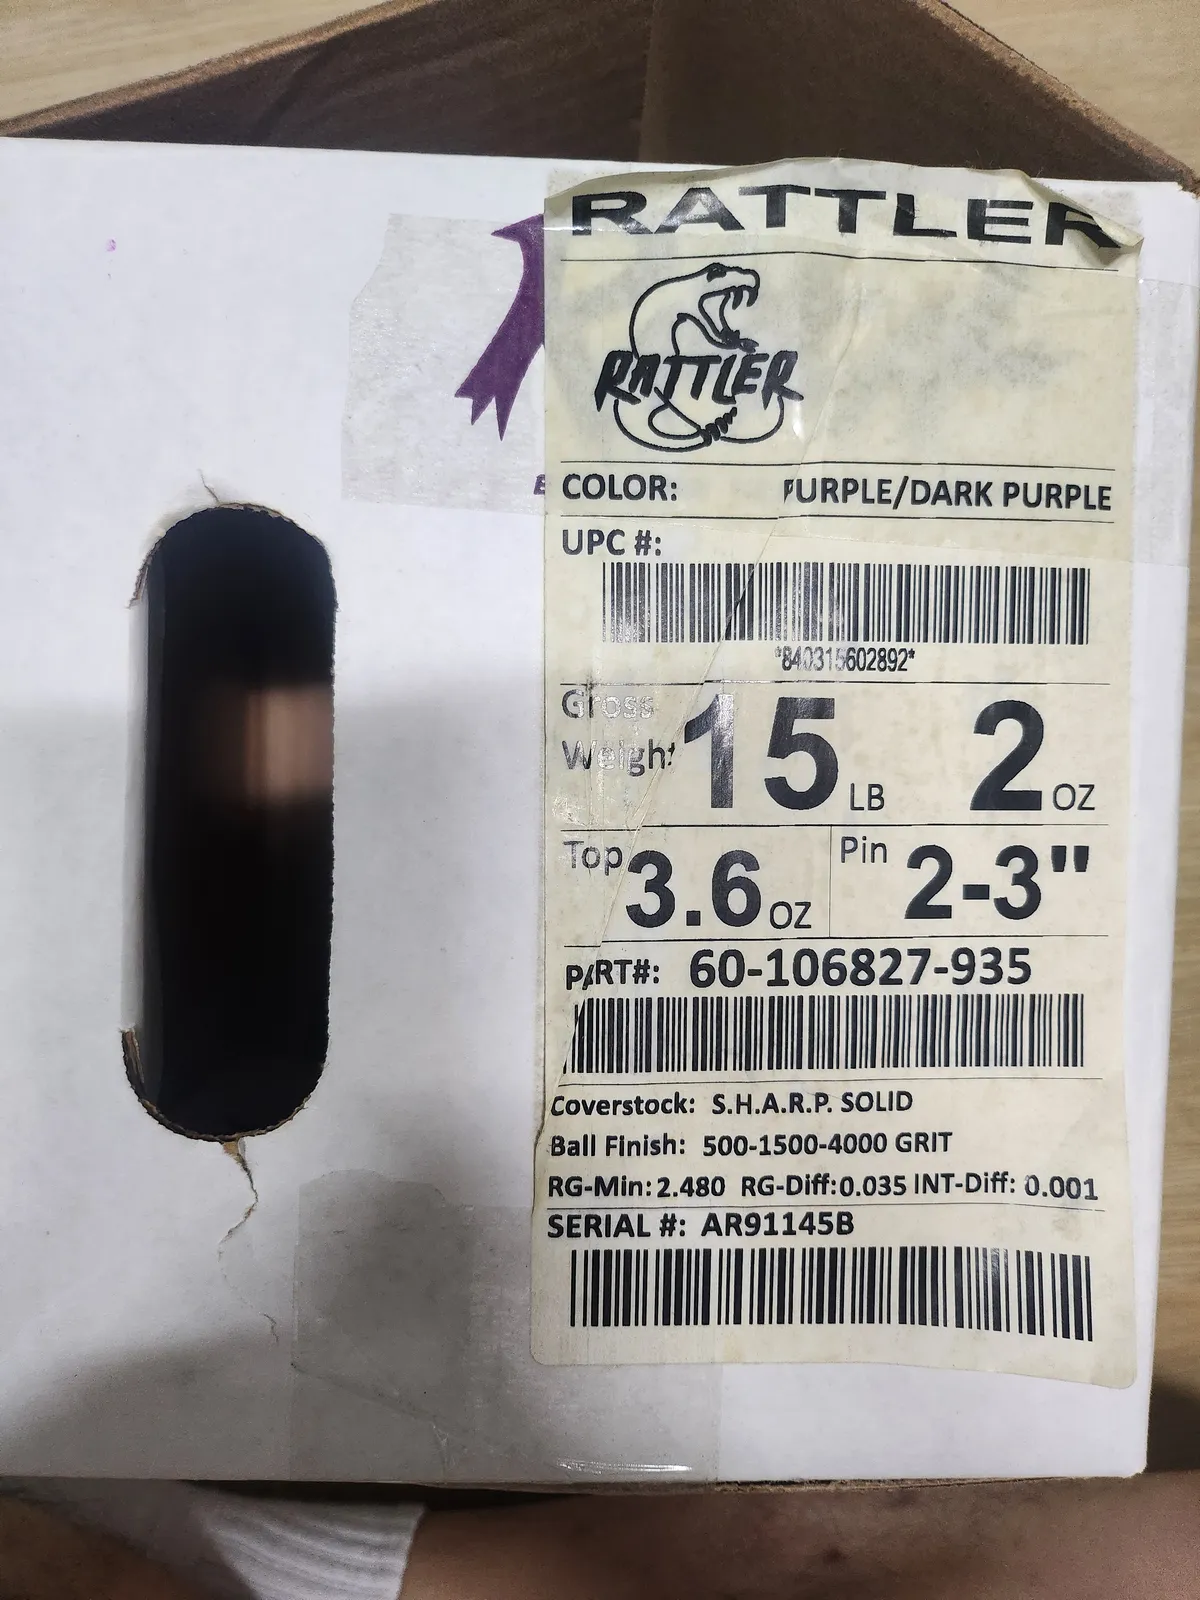 RATTLER
RATTLER
COLOR: PURPLE/DARK PURPLE
UPC #:
*840315602892*
Gross Weight 15 LB 2 OZ
Top 3.6 OZ Pin 2-3"
PART#: 60-106827-935
Coverstock: S.H.A.R.P. SOLID
Ball Finish: 500-1500-4000 GRIT
RG-Min: 2.480 RG-Diff: 0.035 INT-Diff: 0.001
SERIAL #: AR91145B